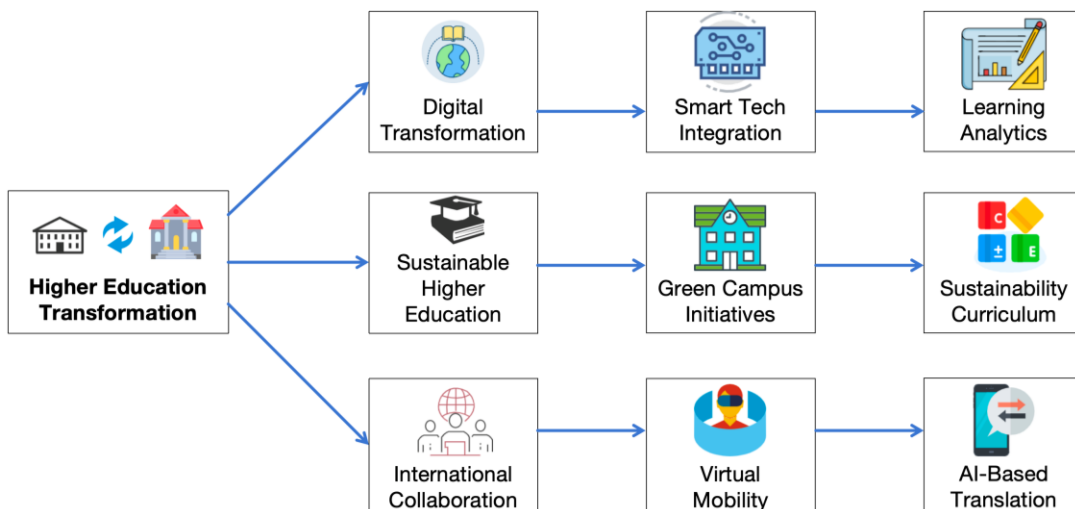 Digital
Transformation
Smart Tech
Integration
Learning
Analytics
Higher Education
Transformation
Sustainable
Higher
Education
Green Campus
Initiatives
C
±
E
Sustainability
Curriculum
International
Collaboration
Virtual
Mobility
AI-Based
Translation